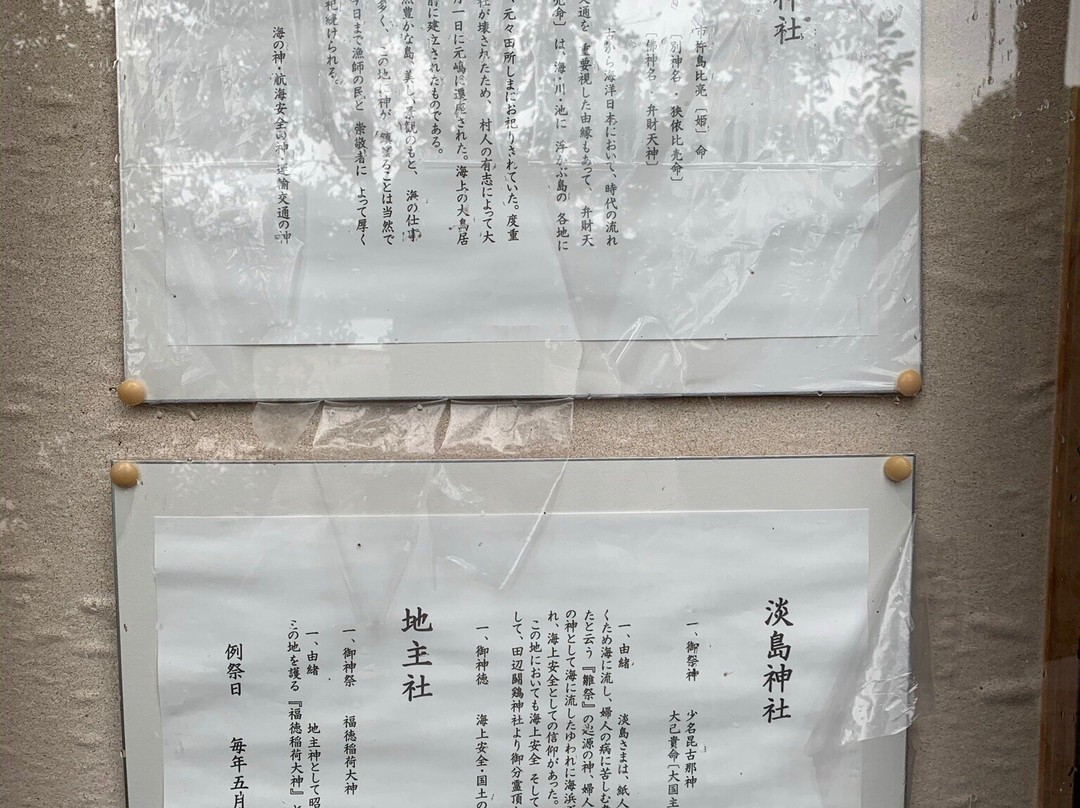 神社
市杵島比売〔姫〕命
〔別神名・狭依比売命〕
〔佛神名・弁財天神〕
から海洋日本において、時代の流れ
交通を重要視した由縁もあって、弁財天
売命〕は、海・川・池に浮かぶ島の各地に
、元々田所しまにお祀りされていた。度重
社が壊されたため、村人の有志によって大
月一日に元嶋に遷座された。海上の大鳥居
前に建立されたものである。
然豊かな島、美しい景観のもと、浜の仕事
多く、この地に神が鎮まることは当然で
今日まで漁師の民と崇敬者によって厚く
祀継けられる。
海の神・航海安全の神・運輸交通の神
淡島神社
一、御祭神 少名昆古那神
大己貴命〔大国主
一、由緒 淡島さまは、紙人
くため海に流し、婦人の病に苦しむ
たと云う『雛祭』の起源の神、婦人
の神として海に流したゆわれに海浜
れ、海上安全としての信仰があった。
この地においても海上安全そして
して、田辺闘鶏神社より御分霊頂
一、御神徳 海上安全・国土の
地主社
一、御神祭 福徳稲荷大神
一、由緒 地主神として昭
この地を護る『福徳稲荷大神』
例祭日 毎年五月